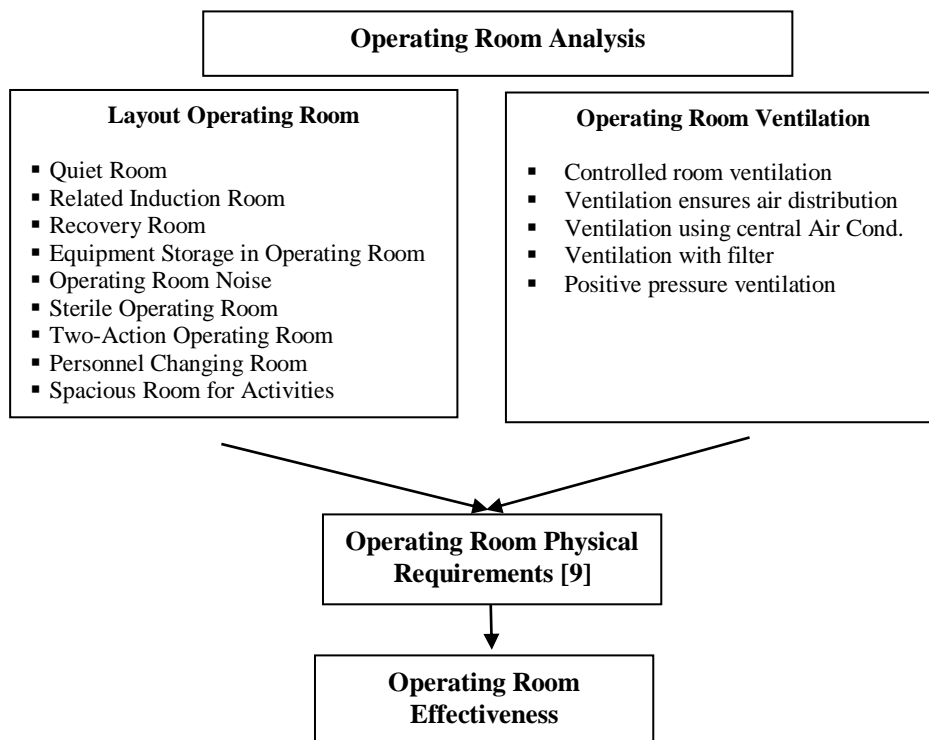 Operating Room Analysis
Layout Operating Room
▪ Quiet Room
▪ Related Induction Room
▪ Recovery Room
▪ Equipment Storage in Operating Room
▪ Operating Room Noise
▪ Sterile Operating Room
▪ Two-Action Operating Room
▪ Personnel Changing Room
▪ Spacious Room for Activities
Operating Room Ventilation
▪ Controlled room ventilation
▪ Ventilation ensures air distribution
▪ Ventilation using central Air Cond.
▪ Ventilation with filter
▪ Positive pressure ventilation
Operating Room Physical
Requirements [9]
Operating Room
Effectiveness